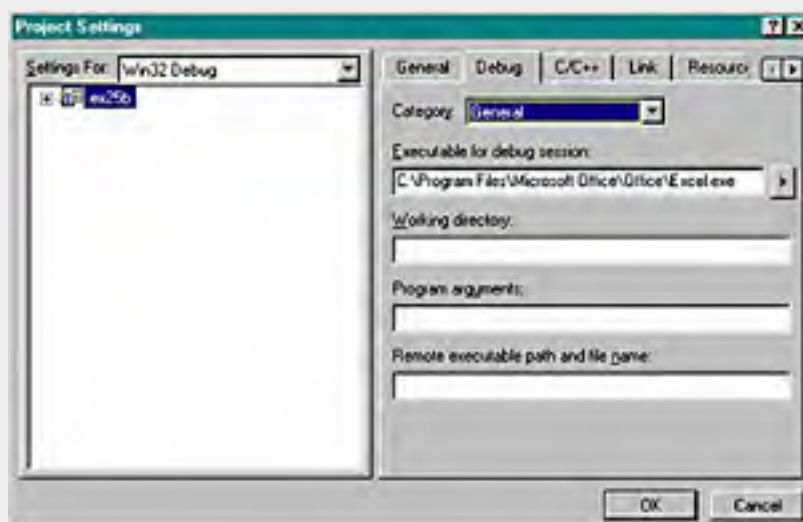 Project Settings
Settings For: Win32 Debug
ex25b
General Debug C/C++ Link
Category: General
Executable for debug session:
C:\Program Files\Microsoft Office\Office\Excel.exe
Working directory:
Program arguments:
Remote executable path and file name:
OK Cancel